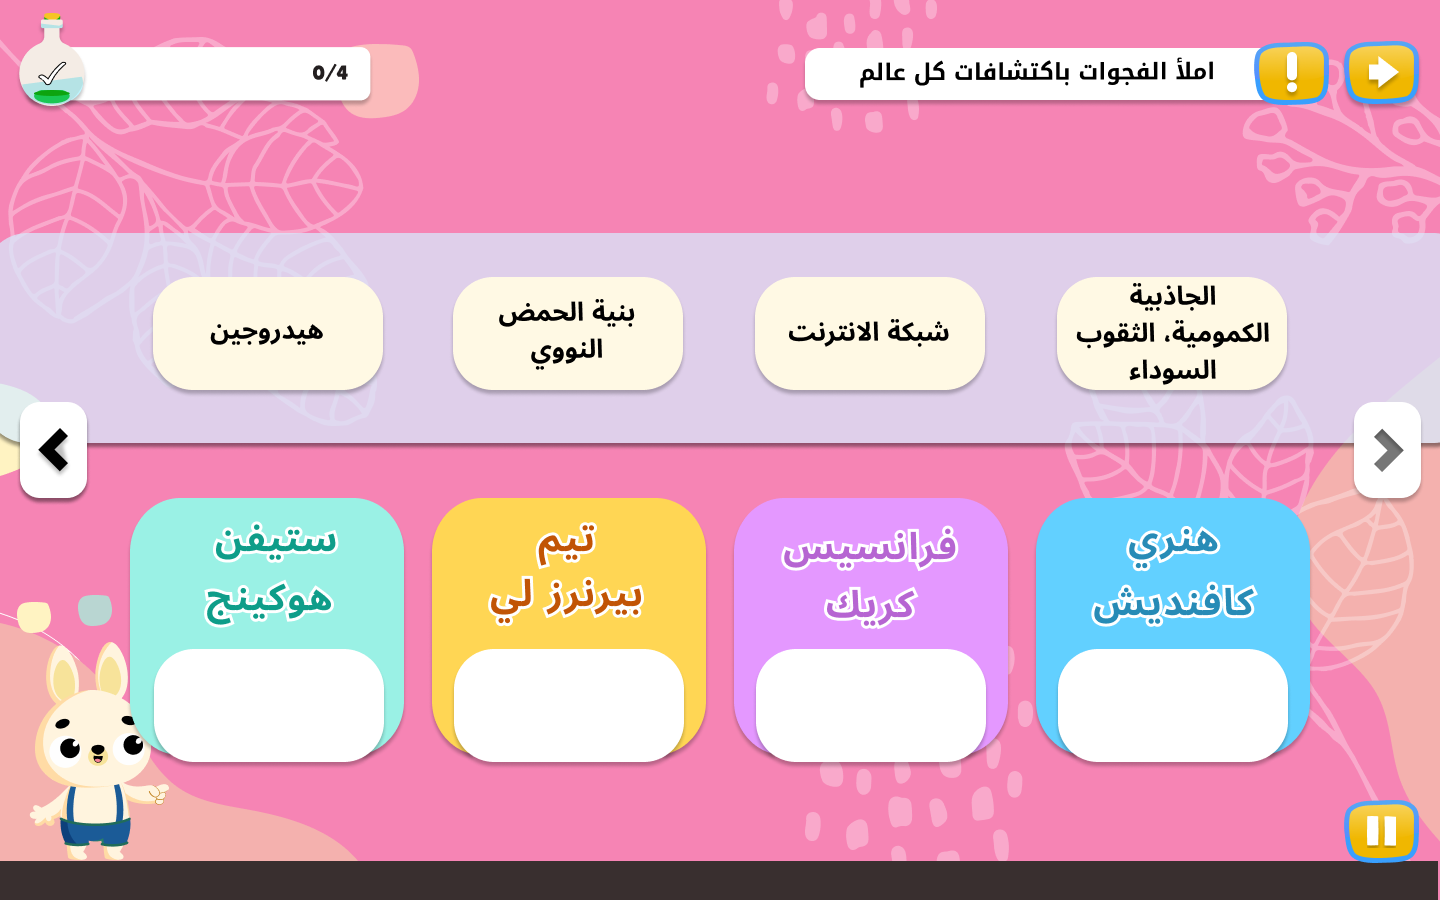 املأ الفجوات باكتشافات كل عالم
0/4
الجاذبية
الكمومية، الثقوب
السوداء
شبكة الانترنت
بنية الحمض
النووي
هيدروجين
هنري
كافنديش
فرانسيس
كريك
تيم
بيرنرز لي
ستيفن
هوكينج